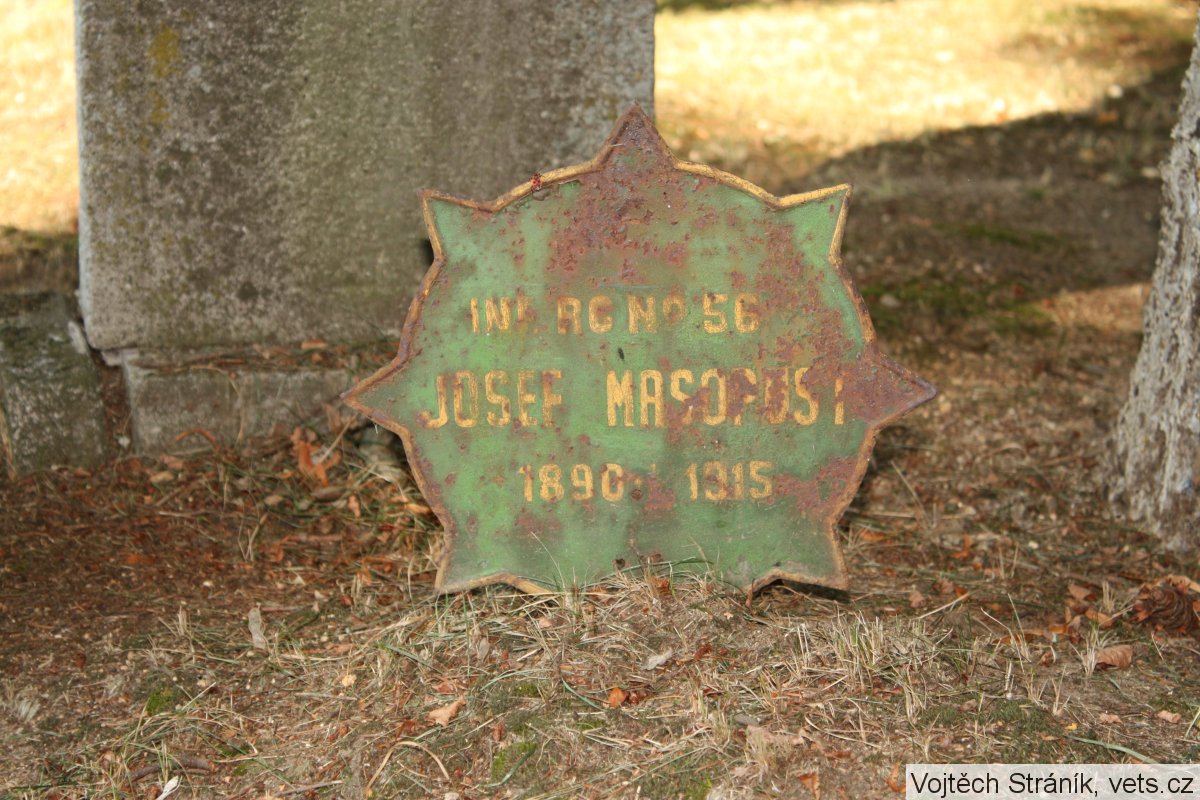 INF. RG No 56
JOSEF MASOPUST
1890 1915
Vojtěch Stráník, vets.cz